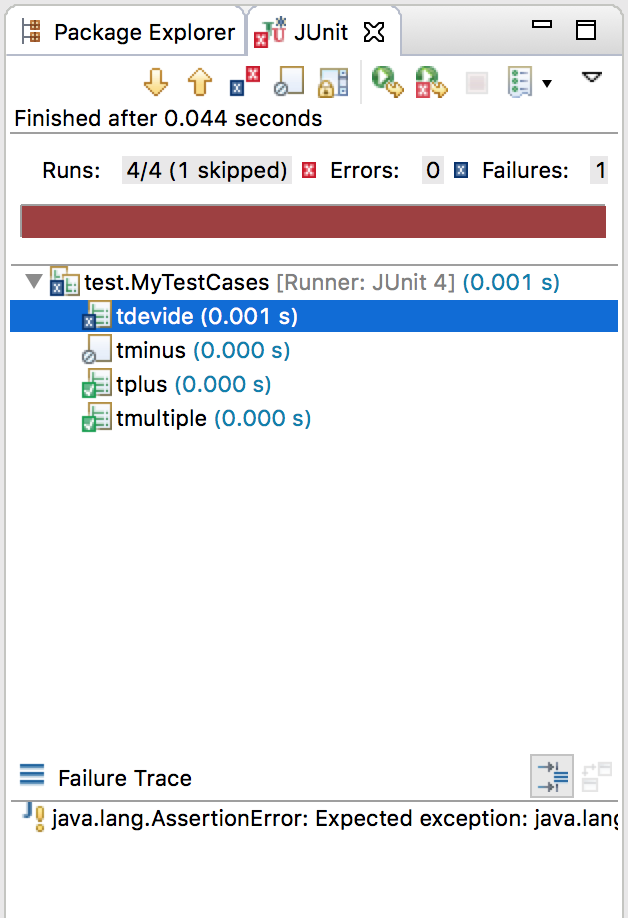 Package Explorer JUnit
Finished after 0.044 seconds
Runs: 4/4 (1 skipped) Errors: 0 Failures: 1
test.MyTestCases [Runner: JUnit 4] (0.001 s)
tdevide (0.001 s)
tminus (0.000 s)
tplus (0.000 s)
tmultiple (0.000 s)
Failure Trace
java.lang.AssertionError: Expected exception: java.lang